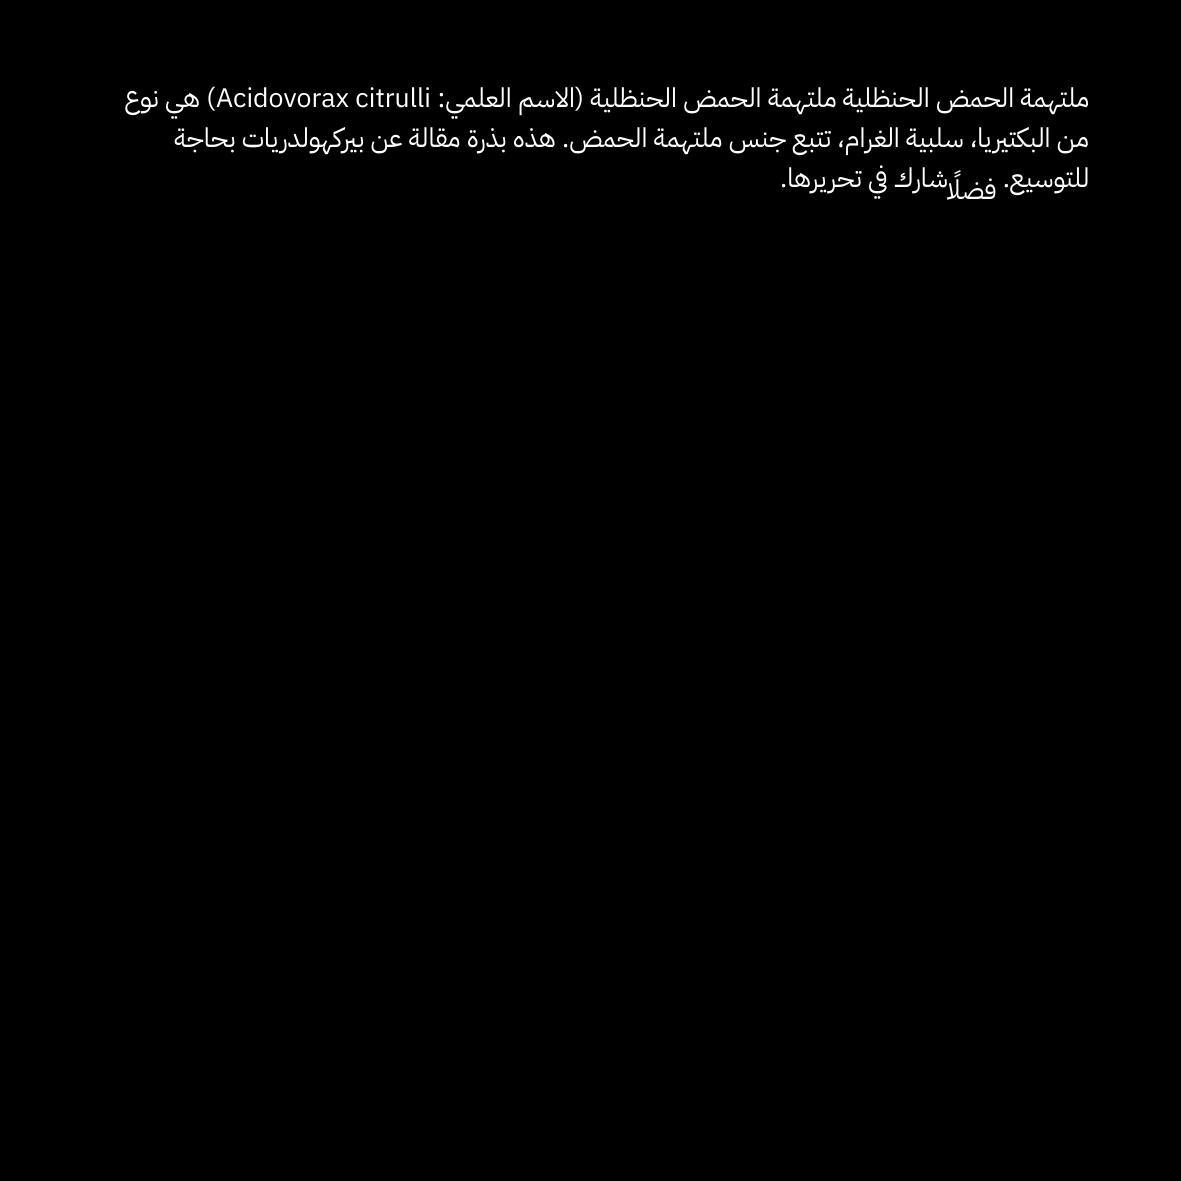 ملتهمة الحمض الحنظلية ملتهمة الحمض الحنظلية (الاسم العلمي: Acidovorax citrulli) هي نوع
من البكتيريا، سلبية الغرام، تتبع جنس ملتهمة الحمض. هذه بذرة مقالة عن بيركهولدريات بحاجة
للتوسيع. فضلًا شارك في تحريرها.